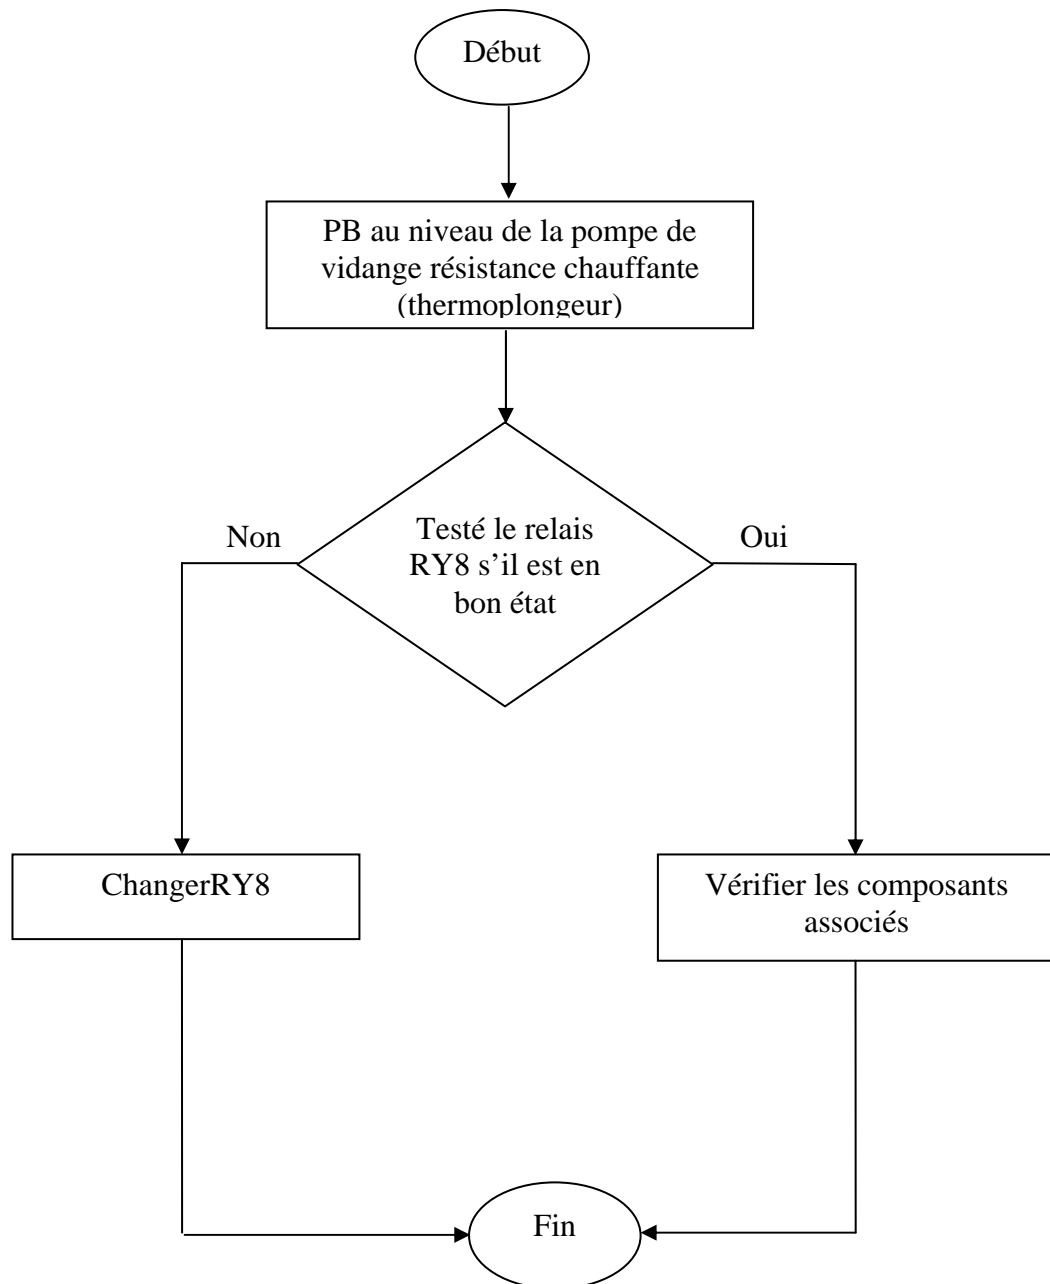 Début
PB au niveau de la pompe de
vidange résistance chauffante
(thermoplongeur)
Non
Testé le relais
RY8 s’il est en
bon état
Oui
ChangerRY8
Vérifier les composants
associés
Fin